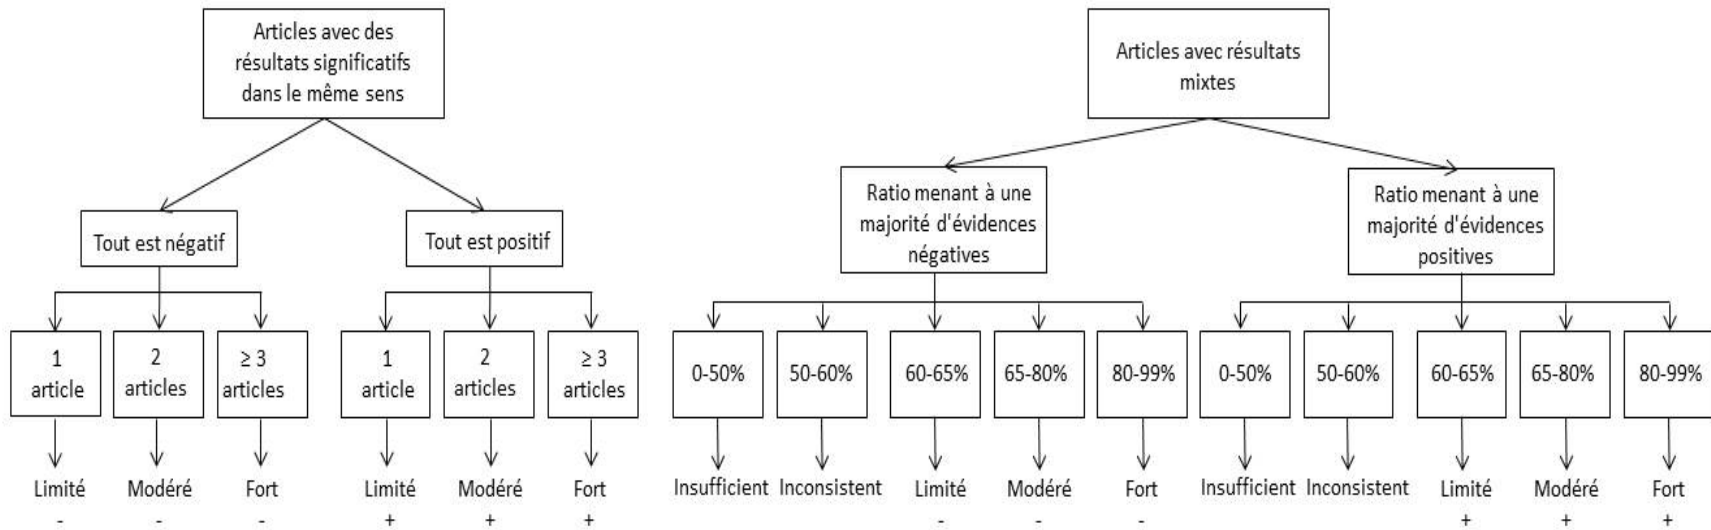 Articles avec des
résultats significatifs
dans le même sens
Tout est négatif
Tout est positif
1
article
2
articles
≥ 3
articles
1
article
2
articles
≥ 3
articles
Limité
-
Modéré
-
Fort
-
Limité
+
Modéré
+
Fort
+
Articles avec résultats
mixtes
Ratio menant à une
majorité d'évidences
négatives
Ratio menant à une
majorité d'évidences
positives
0-50%
50-60%
60-65%
65-80%
80-99%
0-50%
50-60%
60-65%
65-80%
80-99%
Insufficient
Inconsistent
Limité
-
Modéré
-
Fort
-
Insufficient
Inconsistent
Limité
+
Modéré
+
Fort
+